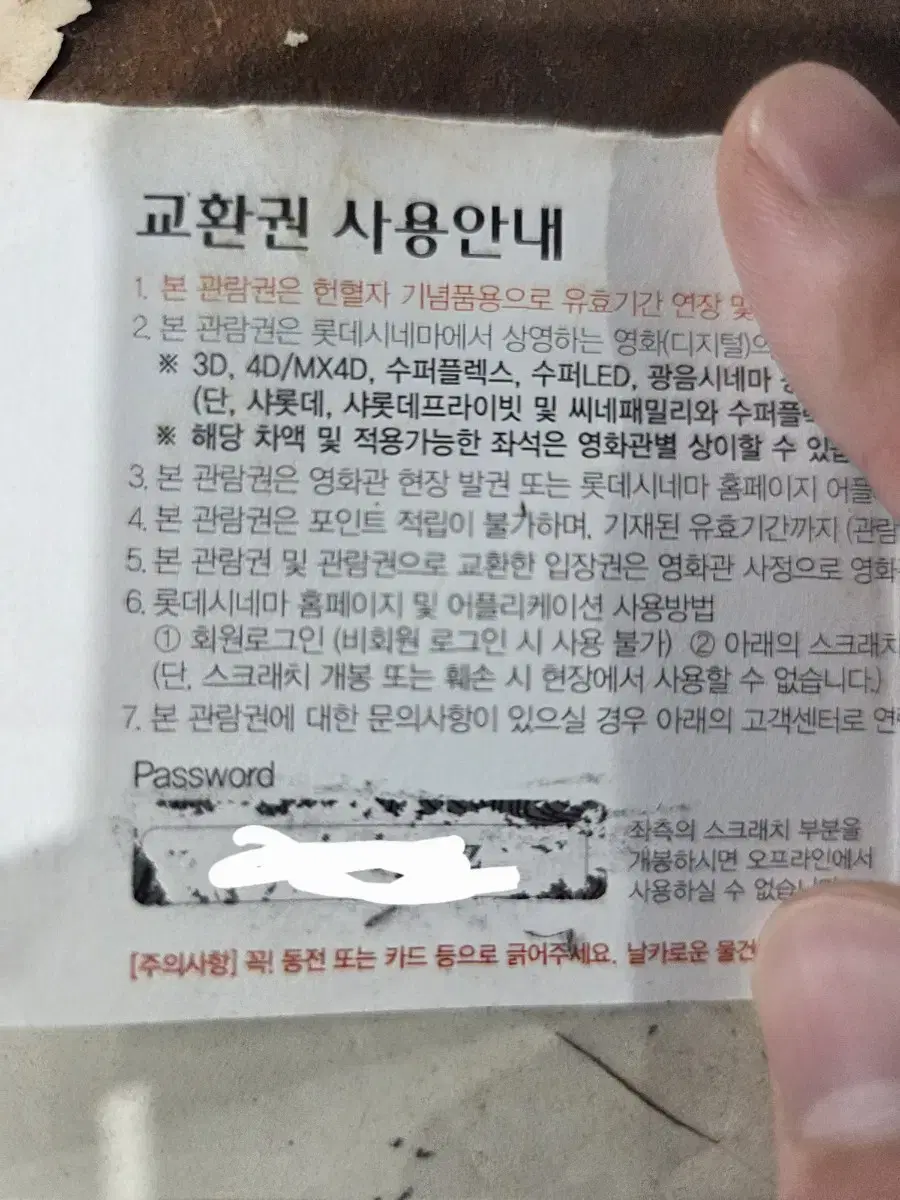 교환권 사용안내
1. 본 관람권은 헌혈자 기념품용으로 유효기간 연장 및
2. 본 관람권은 롯데시네마에서 상영하는 영화(디지털)의
※ 3D, 4D/MX4D, 수퍼플렉스, 수퍼LED, 광음시네마
(단, 샤롯데, 샤롯데프라이빗 및 씨네패밀리와
※ 해당 차액 및 적용가능한 좌석은 영화관별 상이할 수
3. 본 관람권은 영화관 현장 발권 또는 롯데시네마 홈페이지
4. 본 관람권은 포인트 적립이 불가하며, 기재된 유효기간까지 (관람
5. 본 관람권 및 관람권으로 교환한 입장권은 영화관 사정으로 영화
6. 롯데시네마 홈페이지 및 어플리케이션 사용방법
① 회원로그인 (비회원 로그인 시 사용 불가) ② 아래의 스크래치
(단, 스크래치 개봉 또는 훼손 시 현장에서 사용할 수 없습니다.)
7. 본 관람권에 대한 문의사항이 있으실 경우 아래의 고객센터로
Password
좌측의 스크래치 부분을
개봉하시면 오프라인에서
사용하실 수
[주의사항] 꼭! 동전 또는 카드 등으로 긁어주세요. 날카로운 물건